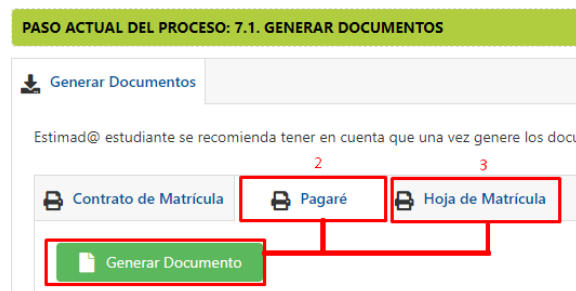 PASO ACTUAL DEL PROCESO: 7.1. GENERAR DOCUMENTOS
Generar Documentos
Estimad@ estudiante se recomienda tener en cuenta que una vez genere los docu
2 3
Contrato de Matrícula Pagaré Hoja de Matrícula
Generar Documento